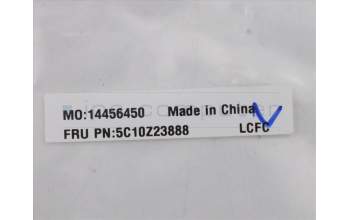 MO:14456450 Made in China
FRU PN:5C10Z23888 LCFC